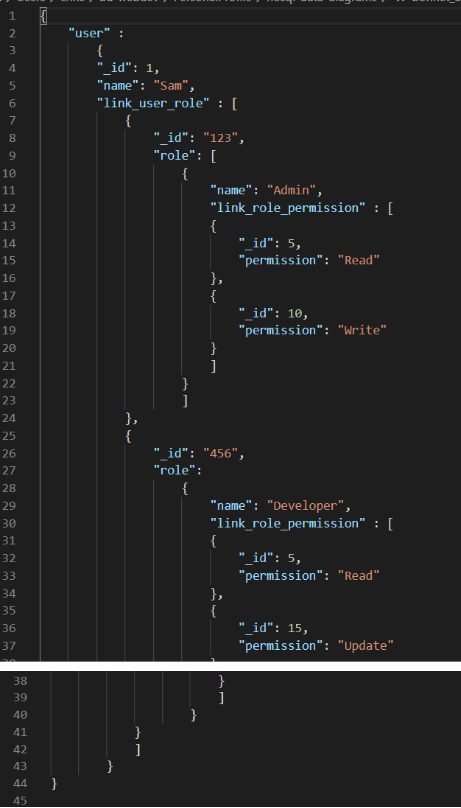 1 {
2 "user" :
3 {
4 "_id": 1,
5 "name": "Sam",
6 "link_user_role" : [
7 {
8 "_id": "123",
9 "role": [
10 {
11 "name": "Admin",
12 "link_role_permission" : [
13 {
14 "_id": 5,
15 "permission": "Read"
16 },
17 {
18 "_id": 10,
19 "permission": "Write"
20 }
21 ]
22 }
23 ]
24 },
25 {
26 "_id": "456",
27 "role":
28 {
29 "name": "Developer",
30 "link_role_permission" : [
31 {
32 "_id": 5,
33 "permission": "Read"
34 },
35 {
36 "_id": 15,
37 "permission": "Update"
38 }
39 ]
40 }
41 }
42 ]
43 }
44 }
45